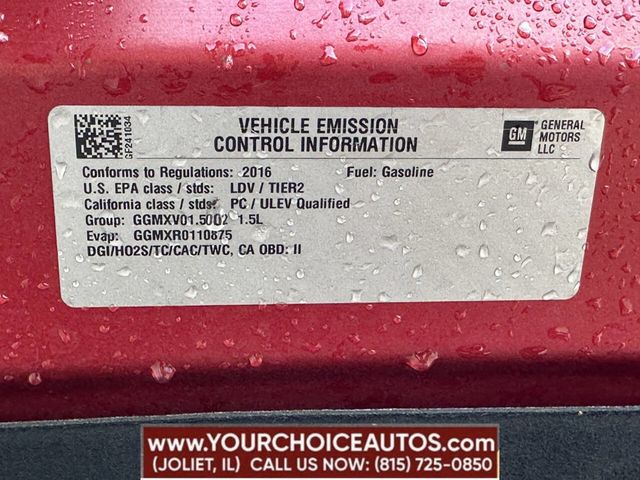 GF241034
VEHICLE EMISSION
CONTROL INFORMATION
GM GENERAL
MOTORS
LLC
Conforms to Regulations: 2016 Fuel: Gasoline
U.S. EPA class / stds: LDV / TIER2
California class / stds: PC / ULEV Qualified
Group: GGMXV01.5002 1.5L
Evap: GGMXR0110875
DGI/HO2S/TC/CAC/TWC, CA OBD: II
WWW.YOURCHOICEAUTOS.COM
(JOLIET, IL) CALL US NOW: (815) 725-0850